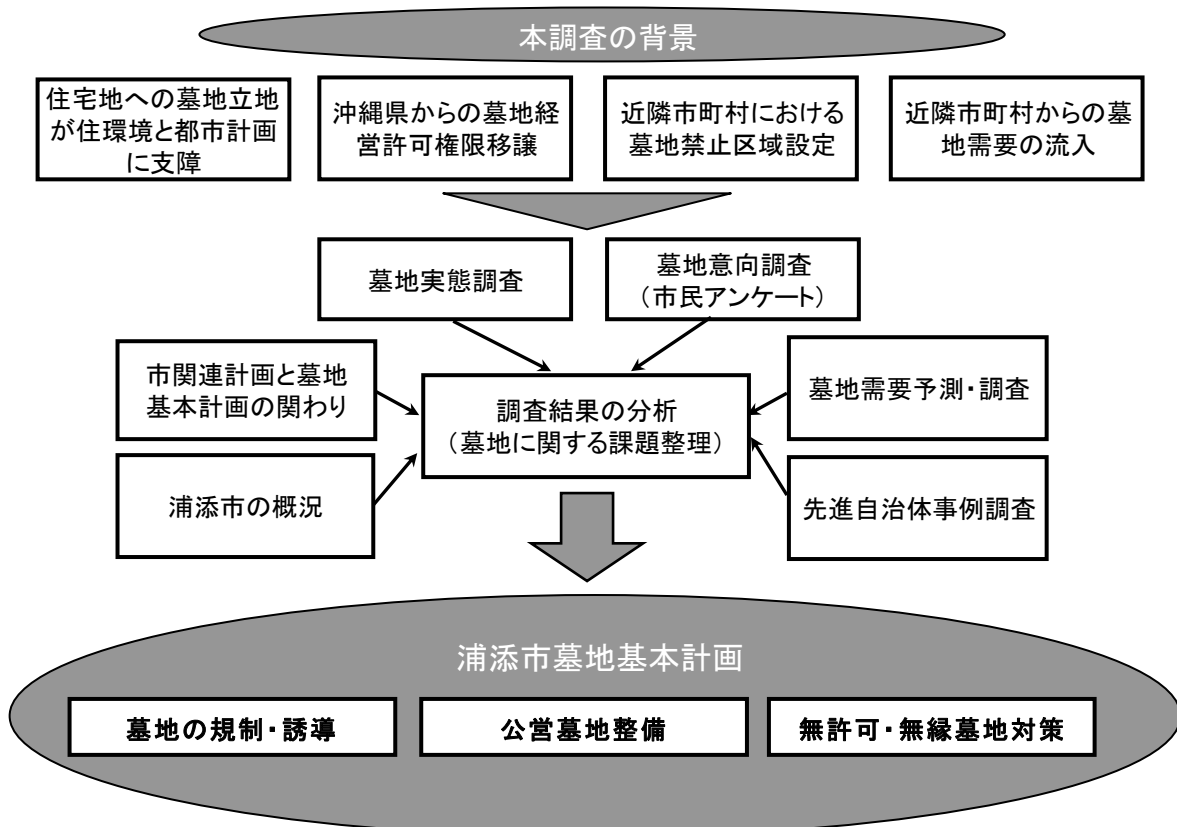 本調査の背景
住宅地への墓地立地
が住環境と都市計画
に支障
沖縄県からの墓地経
営許可権限移譲
近隣市町村における
墓地禁止区域設定
近隣市町村からの墓
地需要の流入
墓地実態調査
墓地意向調査
（市民アンケート）
市関連計画と墓地
基本計画の関わり
調査結果の分析
（墓地に関する課題整理）
墓地需要予測・調査
浦添市の概況
先進自治体事例調査
浦添市墓地基本計画
墓地の規制・誘導
公営墓地整備
無許可・無縁墓地対策